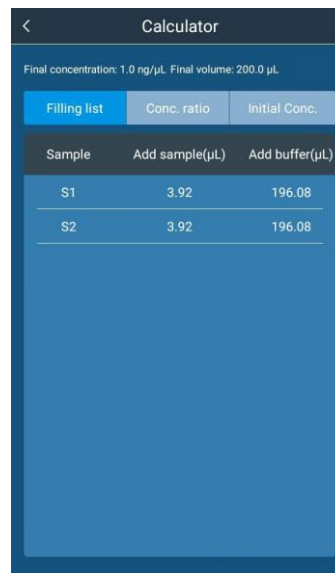 Calculator
Final concentration: 1.0 ng/µL Final volume: 200.0 µL
Filling list Conc. ratio Initial Conc.
Sample Add sample(µL) Add buffer(µL)
S1 3.92 196.08
S2 3.92 196.08